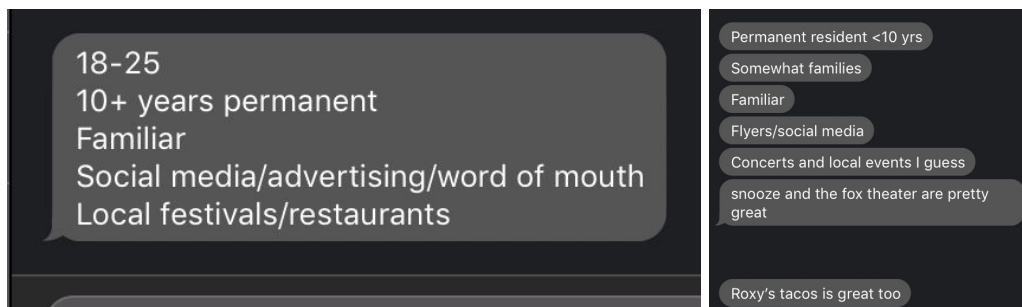 18-25
10+ years permanent
Familiar
Social media/advertising/word of mouth
Local festivals/restaurants
Permanent resident <10 yrs
Somewhat families
Familiar
Flyers/social media
Concerts and local events I guess
snooze and the fox theater are pretty
great
Roxy's tacos is great too